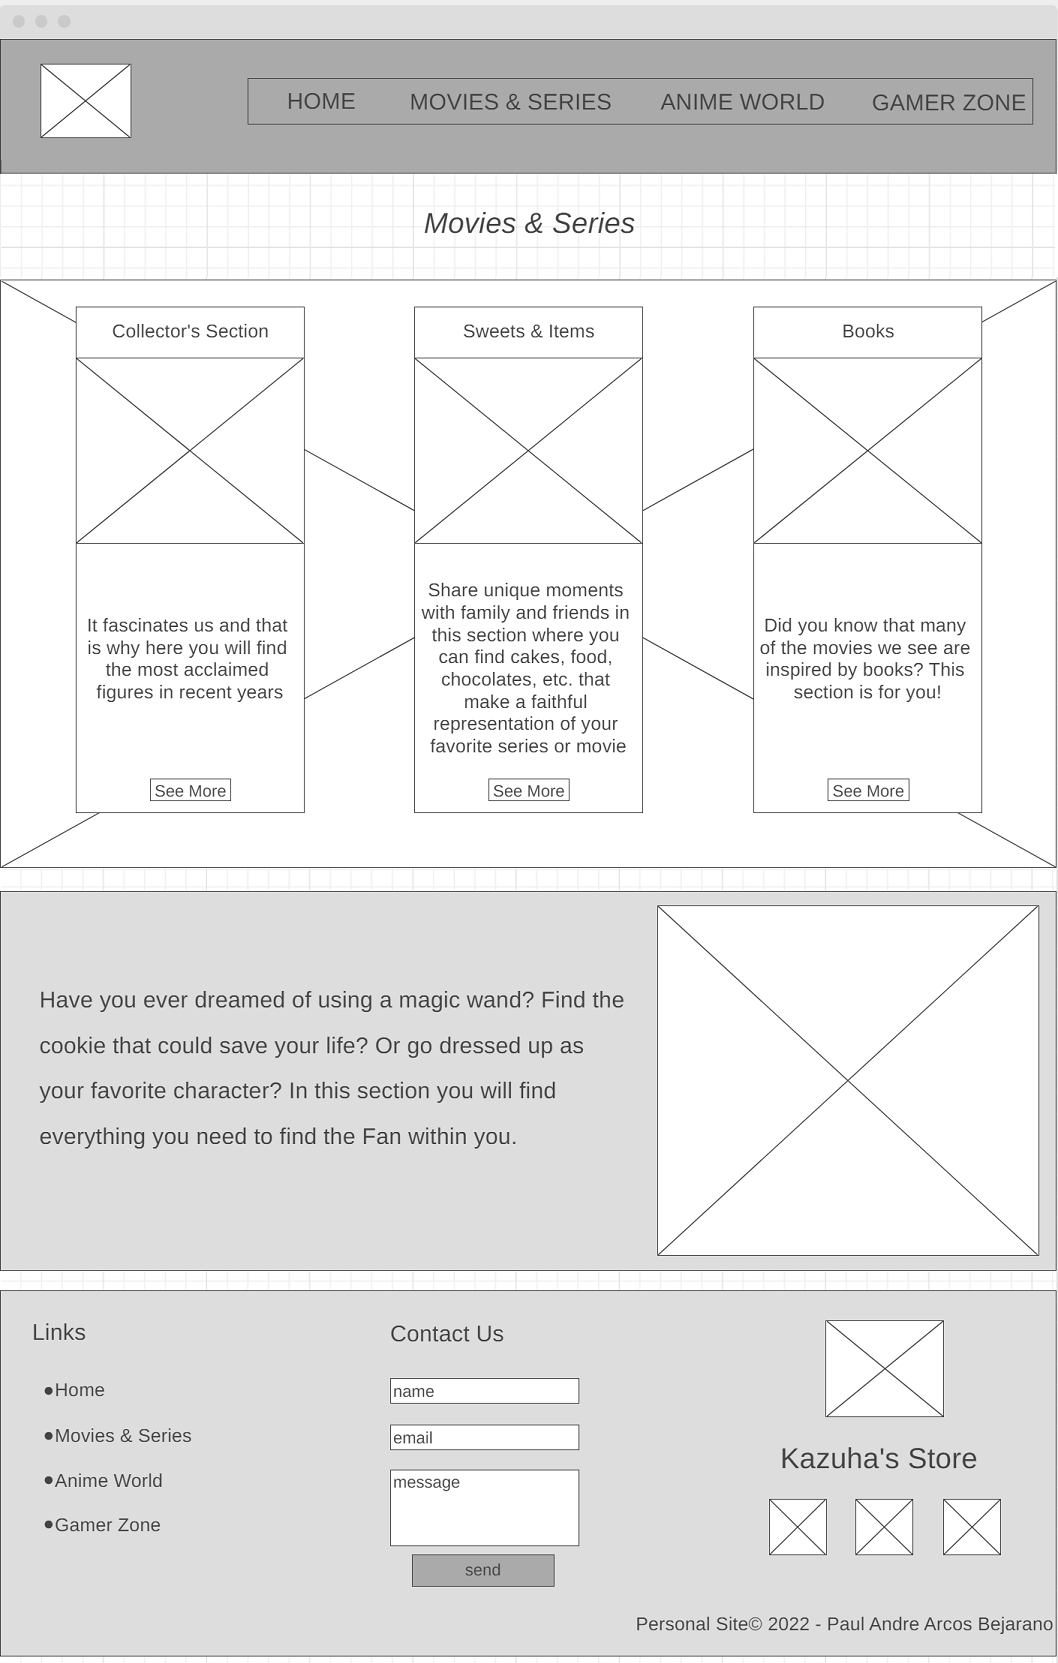 HOME MOVIES & SERIES ANIME WORLD GAMER ZONE
Movies & Series
Collector's Section
It fascinates us and that
is why here you will find
the most acclaimed
figures in recent years
See More
Sweets & Items
Share unique moments
with family and friends in
this section where you
can find cakes, food,
chocolates, etc. that
make a faithful
representation of your
favorite series or movie
See More
Books
Did you know that many
of the movies we see are
inspired by books? This
section is for you!
See More
Have you ever dreamed of using a magic wand? Find the
cookie that could save your life? Or go dressed up as
your favorite character? In this section you will find
everything you need to find the Fan within you.
Links
Home
Movies & Series
Anime World
Gamer Zone
Contact Us
name
email
message
send
Kazuha's Store
Personal Site© 2022 - Paul Andre Arcos Bejarano